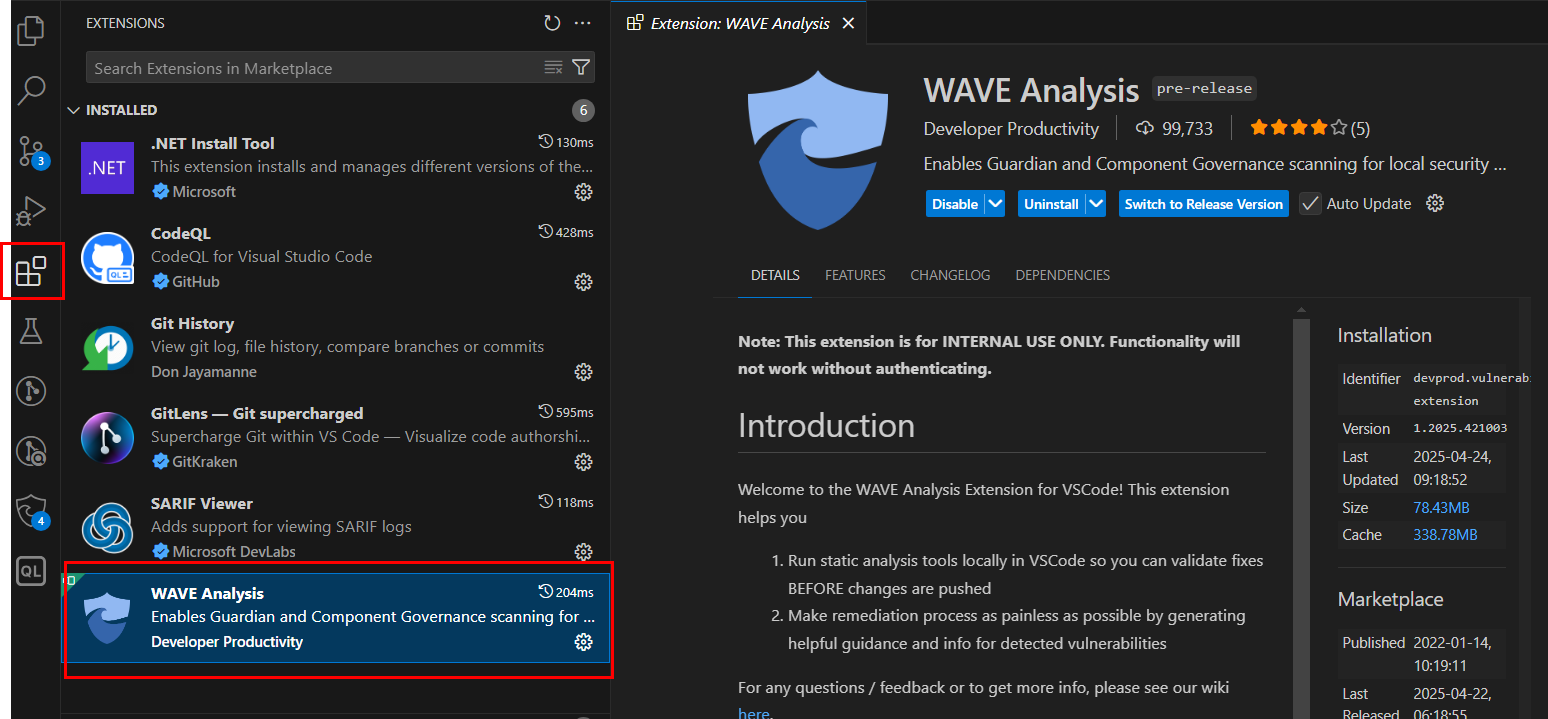 EXTENSIONS
Search Extensions in Marketplace
INSTALLED
6
.NET
.NET Install Tool
130ms
This extension installs and manages different versions of the...
Microsoft
CodeQL
428ms
CodeQL for Visual Studio Code
GitHub
QL
Git History
View git log, file history, compare branches or commits
Don Jayamanne
GitLens — Git supercharged
595ms
Supercharge Git within VS Code — Visualize code authorshi...
GitKraken
SARIF Viewer
118ms
Adds support for viewing SARIF logs
Microsoft DevLabs
WAVE Analysis
204ms
Enables Guardian and Component Governance scanning for ...
Developer Productivity
3
4
QL
Extension: WAVE Analysis
WAVE Analysis pre-release
Developer Productivity 99,733 (5)
Enables Guardian and Component Governance scanning for local security ...
Disable Uninstall Switch to Release Version Auto Update
DETAILS FEATURES CHANGELOG DEPENDENCIES
Note: This extension is for INTERNAL USE ONLY. Functionality will
not work without authenticating.
Introduction
Welcome to the WAVE Analysis Extension for VSCode! This extension
helps you
1. Run static analysis tools locally in VSCode so you can validate fixes
BEFORE changes are pushed
2. Make remediation process as painless as possible by generating
helpful guidance and info for detected vulnerabilities
For any questions / feedback or to get more info, please see our wiki
here.
Installation
Identifier devprod.vulnerabi
extension
Version 1.2025.421003
Last 2025-04-24,
Updated 09:18:52
Size 78.43MB
Cache 338.78MB
Marketplace
Published 2022-01-14,
10:19:11
Last 2025-04-22,
Released 06:18:55